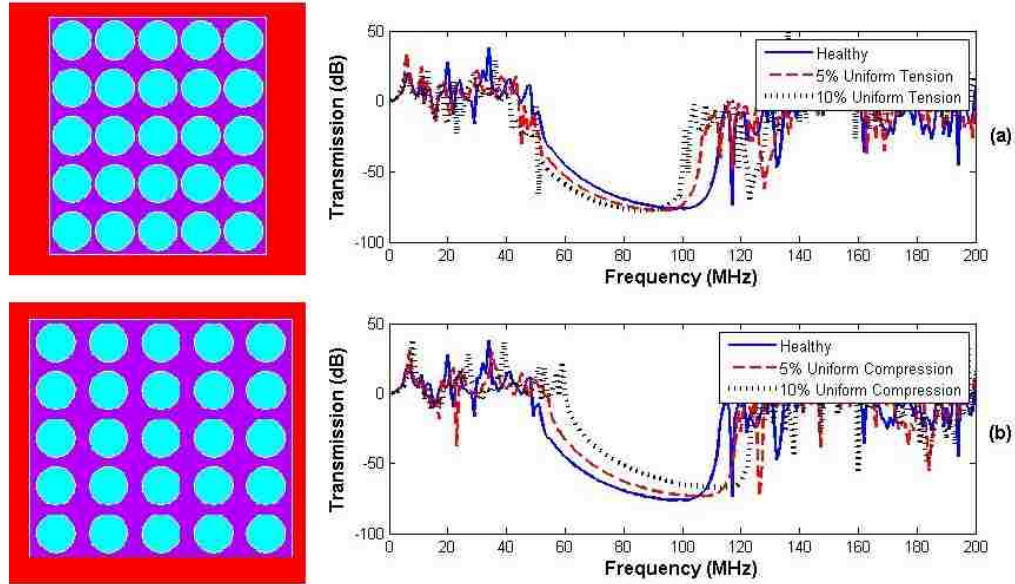 50
0
-50
-100
Transmission (dB)
Healthy
5% Uniform Tension
10% Uniform Tension
(a)
0 20 40 60 80 100 120 140 160 180 200
Frequency (MHz)
50
0
-50
-100
Transmission (dB)
Healthy
5% Uniform Compression
10% Uniform Compression
(b)
0 20 40 60 80 100 120 140 160 180 200
Frequency (MHz)